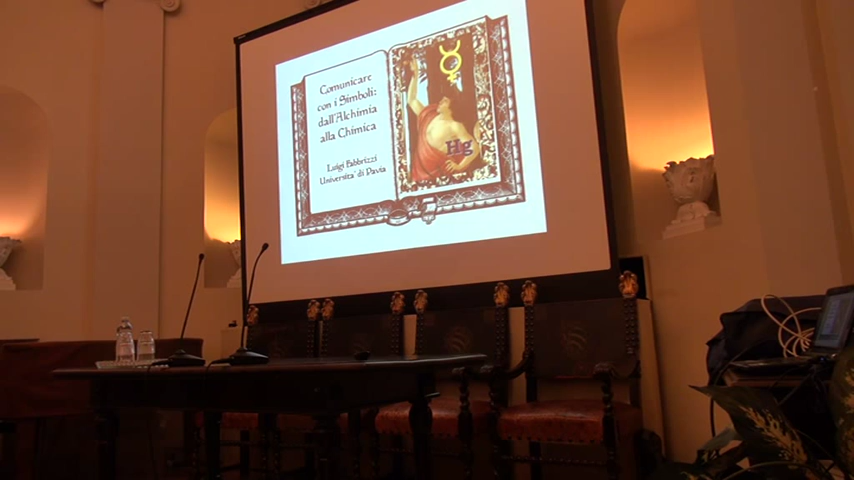 Comunicare
con i Simboli:
dall'Alchimia
alla Chimica
Luigi Fabbrizzi
Universita' di Pavia
Hg